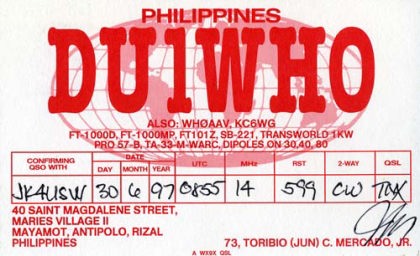 PHILIPPINES
DU1WHO
ALSO: WHØAAV, KC6WG
FT-1000D, FT-1000MP, FT101Z, SB-221, TRANSWORLD 1KW
PRO 57-B, TA-33-M-WARC, DIPOLES ON 30,40, 80
CONFIRMING QSO WITH DATE DAY MONTH YEAR UTC MHz RST 2-WAY QSL
JK4USW 30 6 97 0855 14 599 CW TNX
40 SAINT MAGDALENE STREET,
MARIES VILLAGE II
MAYAMOT, ANTIPOLO, RIZAL
PHILIPPINES
73, TORIBIO (JUN) C. MERCADO, JR.
A WX9X QSL